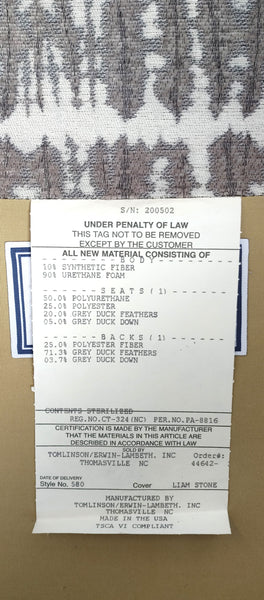 S/N: 200502
UNDER PENALTY OF LAW
THIS TAG NOT TO BE REMOVED
EXCEPT BY THE CUSTOMER
ALL NEW MATERIAL CONSISTING OF
- - - - - - - - BODY - - - - - - - -
10% SYNTHETIC FIBER
90% URETHANE FOAM
- - - - - - SEATS(1) - - - - - -
50.0% POLYURETHANE
25.0% POLYESTER
20.0% GREY DUCK FEATHERS
05.0% GREY DUCK DOWN
- - - - - - BACKS(1) - - - - - -
25.0% POLYESTER FIBER
71.3% GREY DUCK FEATHERS
03.7% GREY DUCK DOWN
CONTENTS STERILIZED
REG.NO.CT-324(NC) PER.NO.PA-8816
CERTIFICATION IS MADE BY THE MANUFACTURER
THAT THE MATERIALS IN THIS ARTICLE ARE
DESCRIBED IN ACCORDANCE WITH LAW
SOLD BY
TOMLINSON/ERWIN-LAMBETH. INC Order#:
THOMASVILLE NC 44642-
DATE OF DELIVERY
Style No. 580 Cover LIAM STONE
MANUFACTURED BY
TOMLINSON/ERWIN-LAMBETH. INC
THOMASVILLE NC
MADE IN THE USA
TSCA VI COMPLIANT